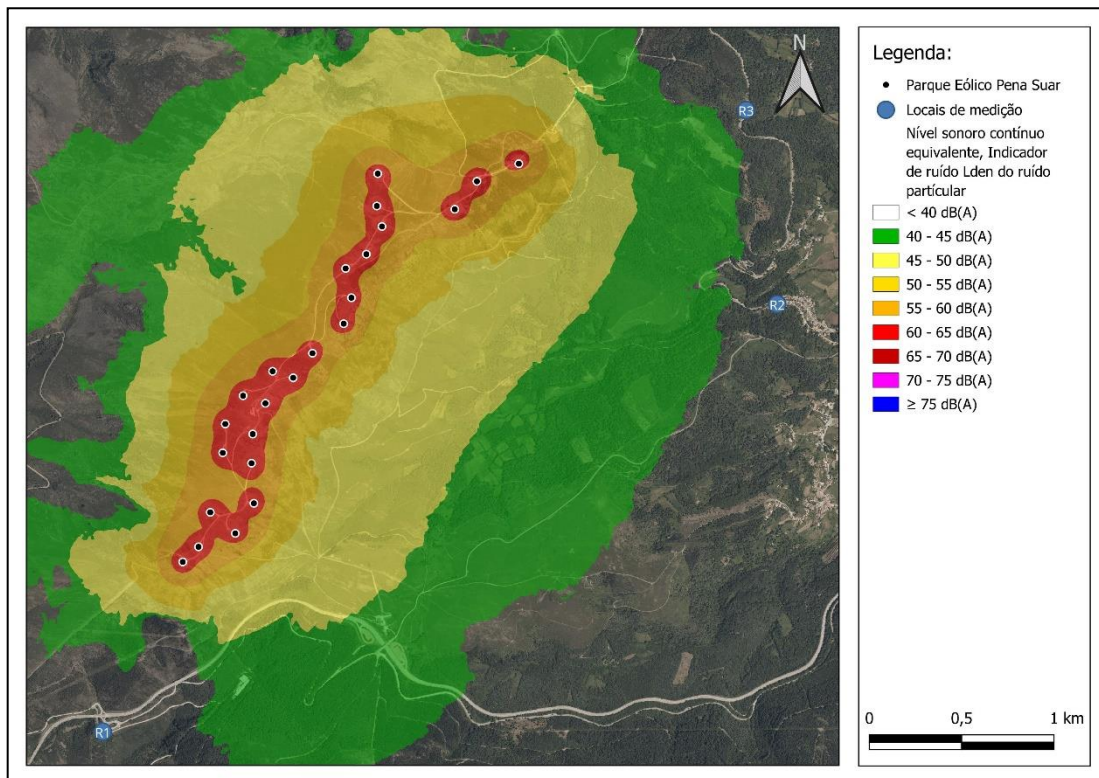 N
R3
R2
R1
Legenda:
Parque Eólico Pena Suar
Locais de medição
Nível sonoro contínuo
equivalente, Indicador
de ruído Lden do ruído
partícular
< 40 dB(A)
40 - 45 dB(A)
45 - 50 dB(A)
50 - 55 dB(A)
55 - 60 dB(A)
60 - 65 dB(A)
65 - 70 dB(A)
70 - 75 dB(A)
≥ 75 dB(A)
0 0,5 1 km